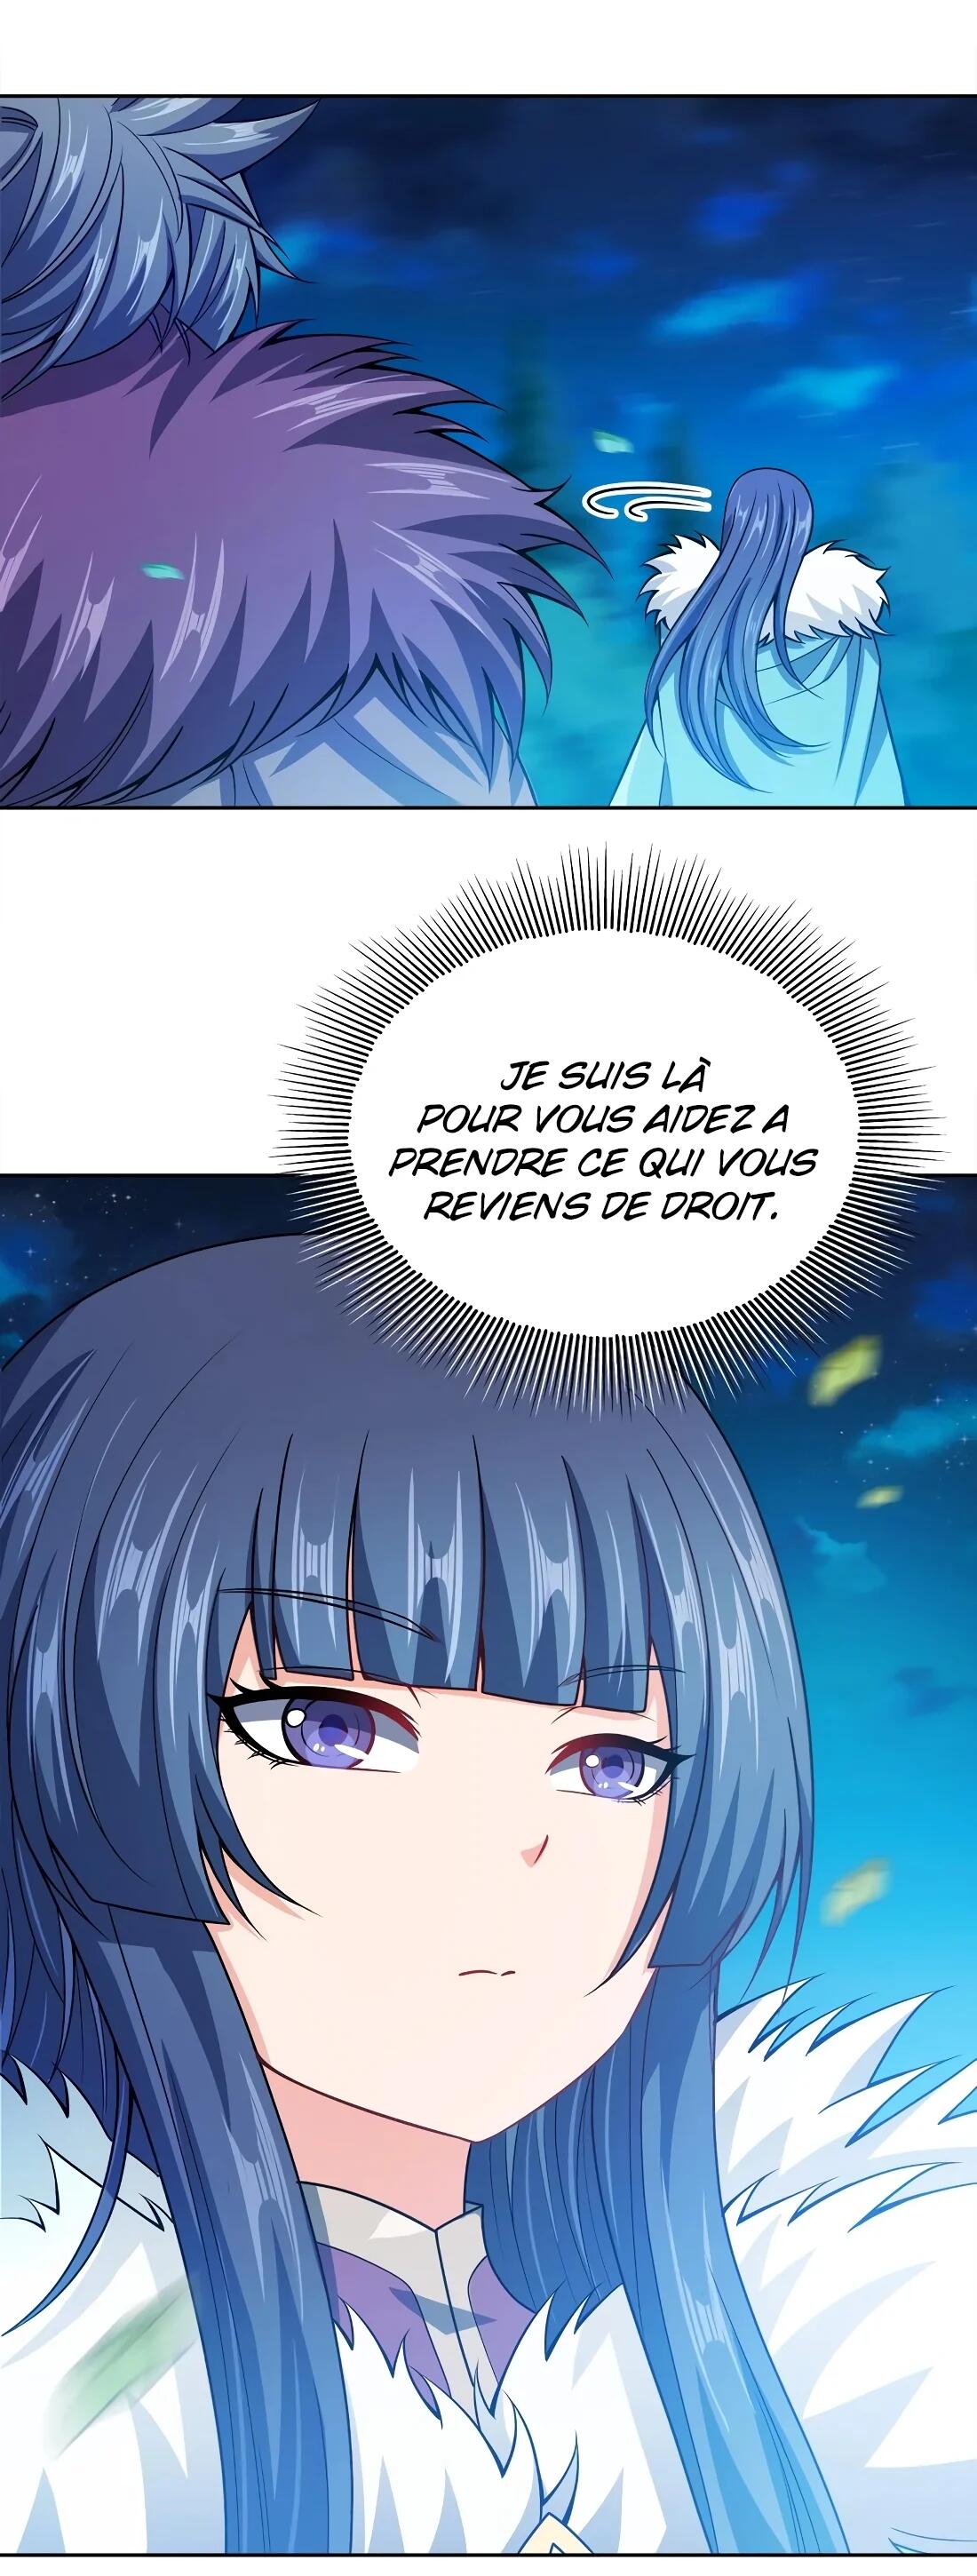 JE SUIS LÀ
POUR VOUS AIDEZ A
PRENDRE CE QUI VOUS
REVIENS DE DROIT.